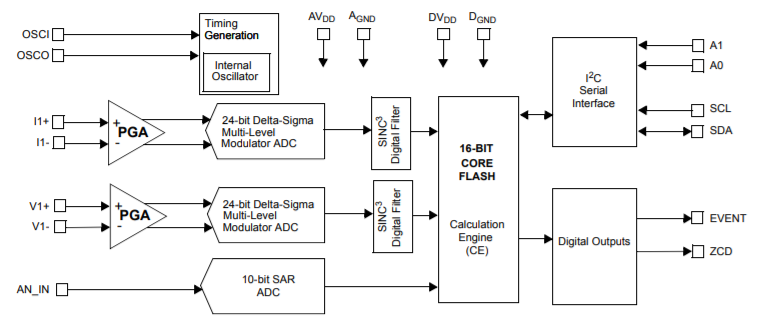 OSCI
OSCO
Timing
Generation
Internal
Oscillator
AVDD
AGND
DVDD
DGND
I1+
I1-
+
-
PGA
24-bit Delta-Sigma
Multi-Level
Modulator ADC
SINC3
Digital Filter
V1+
V1-
+
-
PGA
24-bit Delta-Sigma
Multi-Level
Modulator ADC
SINC3
Digital Filter
AN_IN
10-bit SAR
ADC
16-BIT
CORE
FLASH
Calculation
Engine
(CE)
I2C
Serial
Interface
A1
A0
SCL
SDA
Digital Outputs
EVENT
ZCD